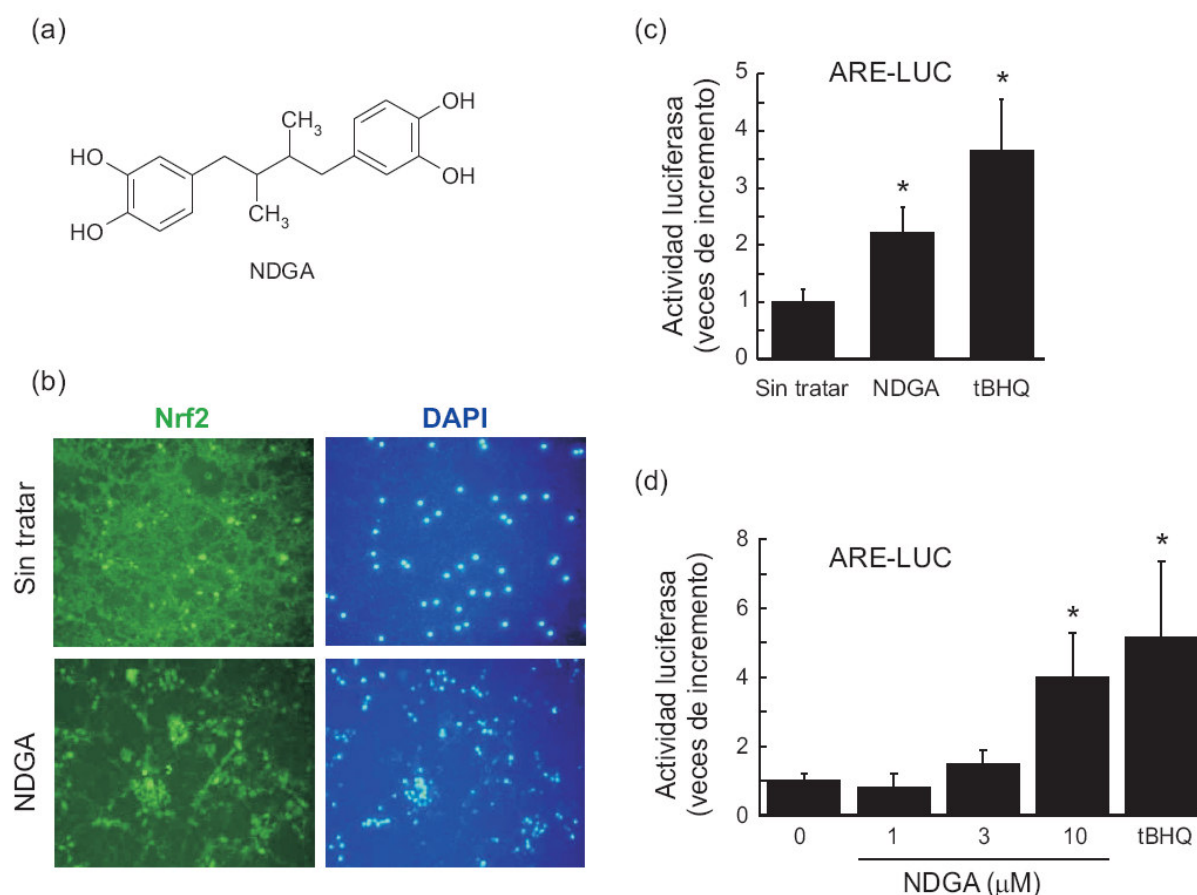 (a)
CH3
OH
OH
HO
HO
CH3
NDGA
(b)
Nrf2
DAPI
Sin tratar
NDGA
(c)
ARE-LUC
Actividad luciferasa
(veces de incremento)
5
4
3
2
1
0
*
*
Sin tratar
NDGA
tBHQ
(d)
ARE-LUC
Actividad luciferasa
(veces de incremento)
8
6
4
2
0
*
*
0
1
3
10
tBHQ
NDGA (μM)